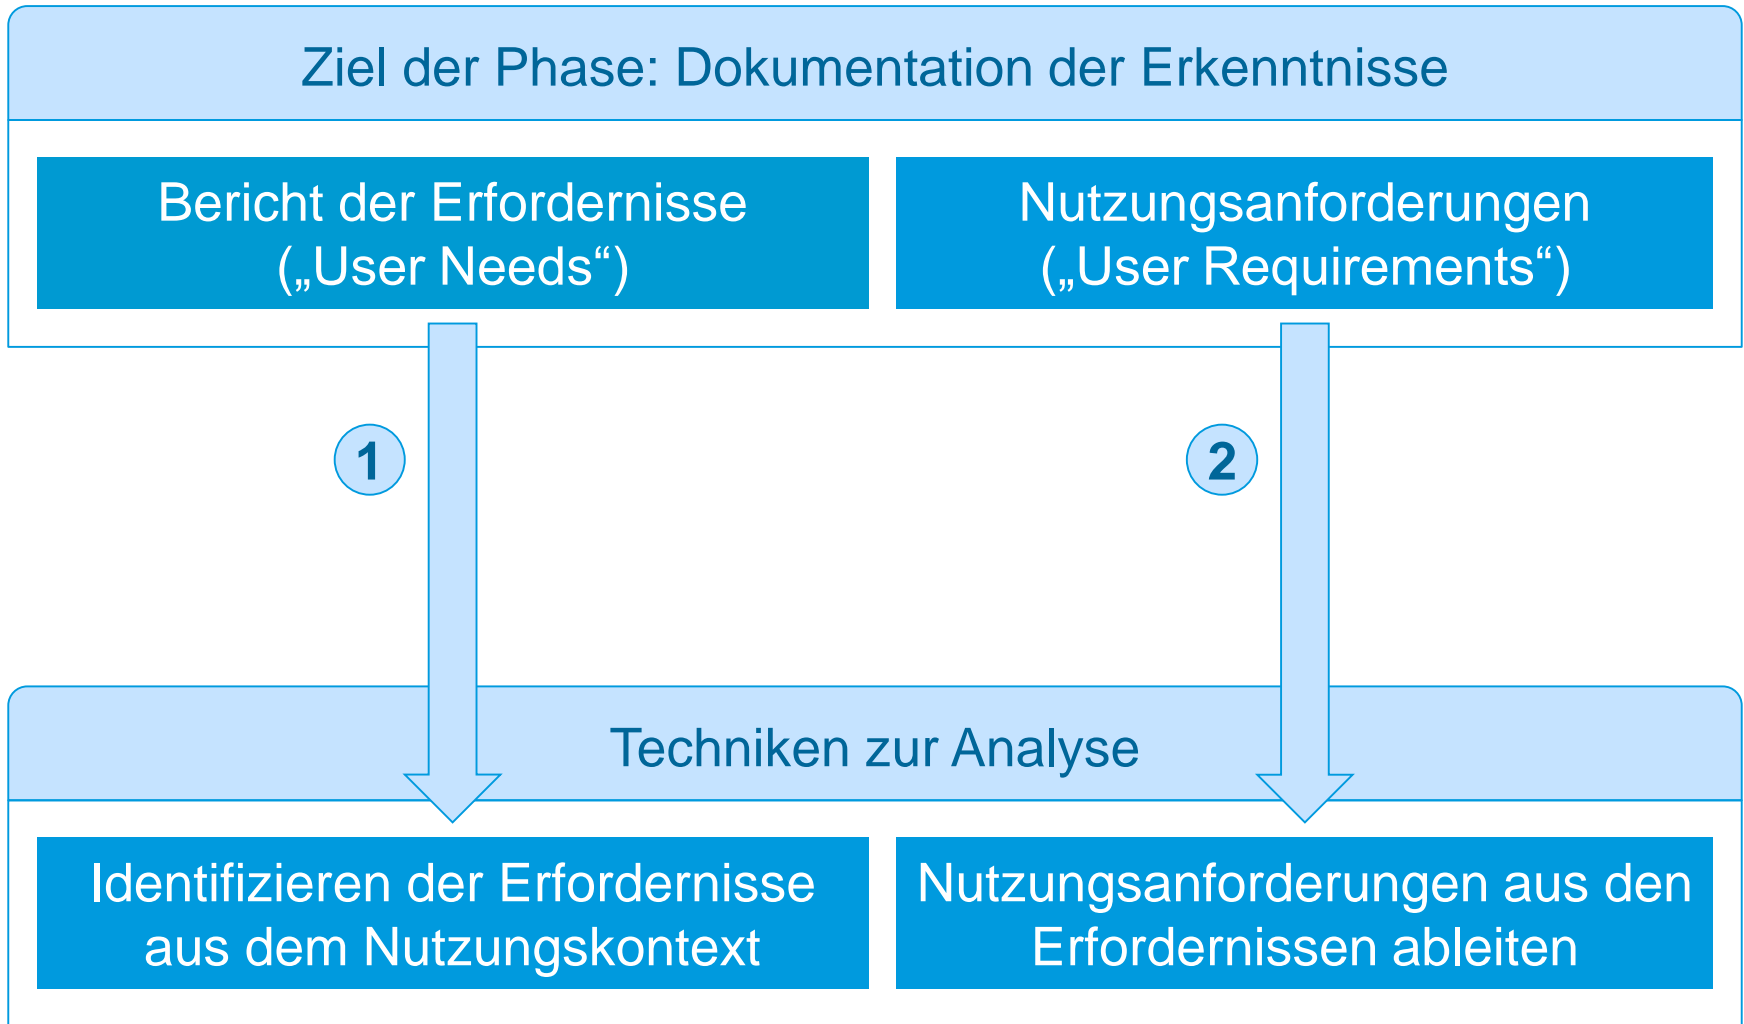 Ziel der Phase: Dokumentation der Erkenntnisse
Bericht der Erfordernisse
(„User Needs“)
Nutzungsanforderungen
(„User Requirements“)
1
2
Techniken zur Analyse
Identifizieren der Erfordernisse
aus dem Nutzungskontext
Nutzungsanforderungen aus den
Erfordernissen ableiten